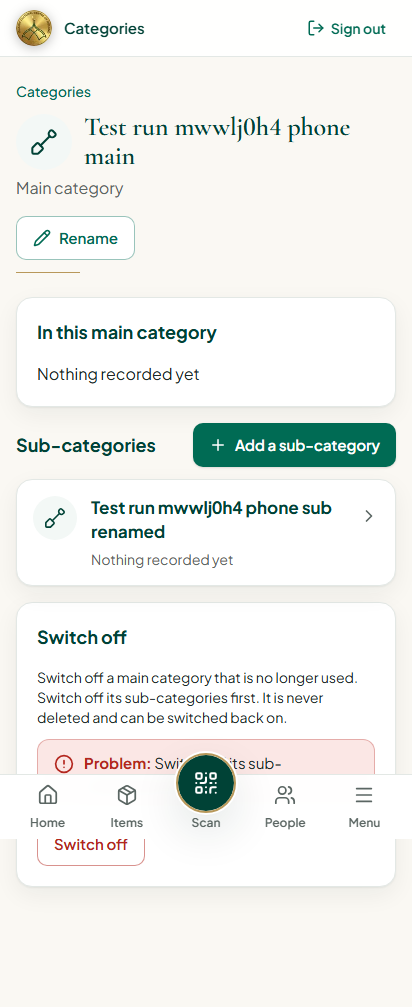 Categories
Sign out
Categories
Test run mwwlj0h4 phone
main
Main category
Rename
In this main category
Nothing recorded yet
Sub-categories
Add a sub-category
Test run mwwlj0h4 phone sub
renamed
Nothing recorded yet
Switch off
Switch off a main category that is no longer used.
Switch off its sub-categories first. It is never
deleted and can be switched back on.
Problem: its sub-
Home
Items
Scan
People
Menu
Switch off